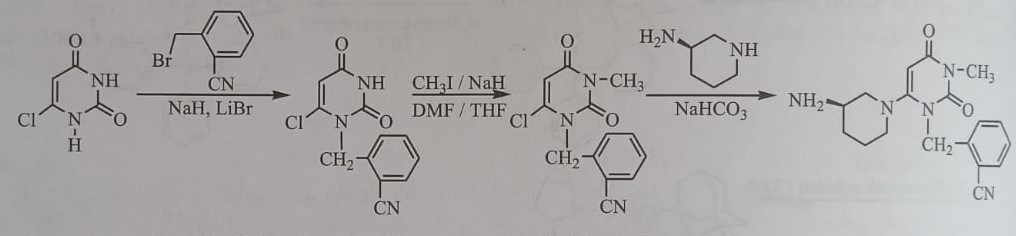 O
NH
N
H
O
Cl
Br
CN
NaH, LiBr
O
NH
N
O
Cl
CH₂
CN
CH₃I / NaH
DMF / THF
O
N–CH₃
N
O
Cl
CH₂
CN
H₂N
NH
NaHCO₃
O
N–CH₃
NH₂
N
N
O
CH₂
CN